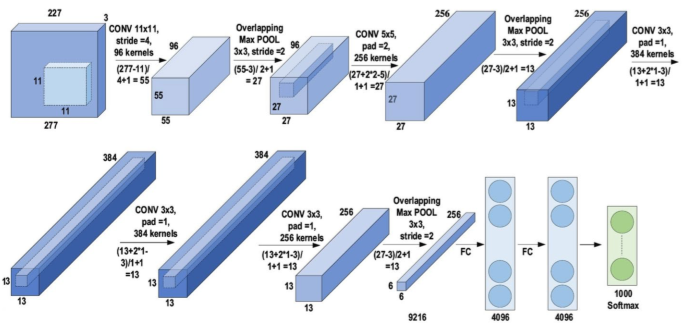 227
3
11
11
277
CONV 11x11,
stride =4,
96 kernels
(277-11)/
4+1 = 55
96
55
55
Overlapping
Max POOL
3x3, stride =2
(55-3)/ 2+1
= 27
96
27
27
CONV 5x5,
pad =2,
256 kernels
(27+2*2-5)/
1+1 =27
256
27
27
Overlapping
Max POOL
3x3, stride =2
(27-3)/2+1 =13
256
13
13
CONV 3x3,
pad =1,
384 kernels
(13+2*1-3)/
1+1 =13
384
13
13
CONV 3x3,
pad =1,
384 kernels
(13+2*1-
3)/1+1
=13
384
13
13
CONV 3x3,
pad =1,
256 kernels
(13+2*1-3)/
1+1 =13
256
13
13
Overlapping
Max POOL
3x3,
stride =2
(27-3)/2+1
=13
256
6
6
9216
FC
4096
FC
4096
1000
Softmax